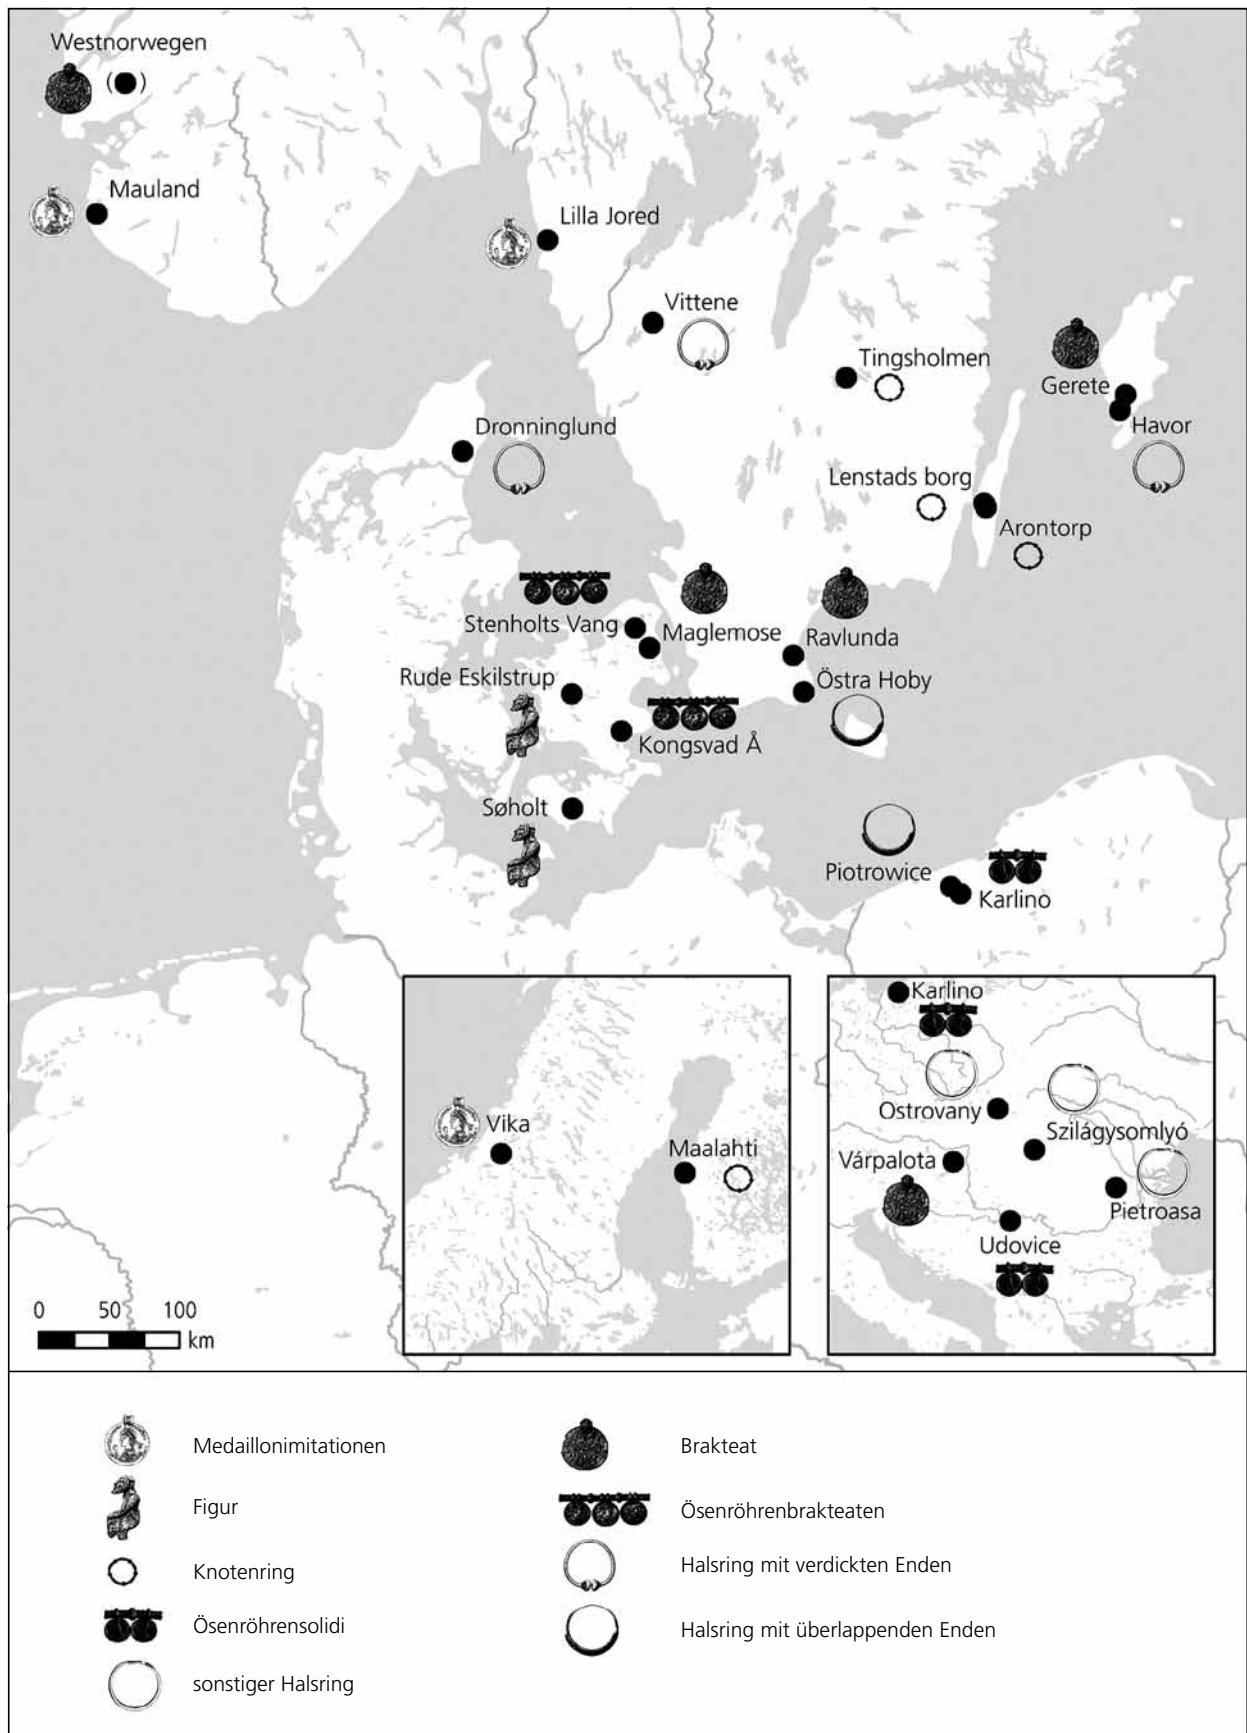 Westnorwegen
( )
Mauland
Lilla Jored
Vittene
Tingsholmen
Gerete
Havor
Dronninglund
Lenstads borg
Arontorp
Stenholts Vang
Maglemose
Ravlunda
Rude Eskilstrup
Östra Hoby
Kongsvad Å
Søholt
Piotrowice
Karlino
Karlino
Ostrovany
Szilágysomlyó
Vika
Maalahti
Várpalota
Pietroasa
Udovice
0 50 100
km
Medaillonimitationen
Figur
Knotenring
Ösenröhrensolidi
sonstiger Halsring
Brakteat
Ösenröhrenbrakteaten
Halsring mit verdickten Enden
Halsring mit überlappenden Enden